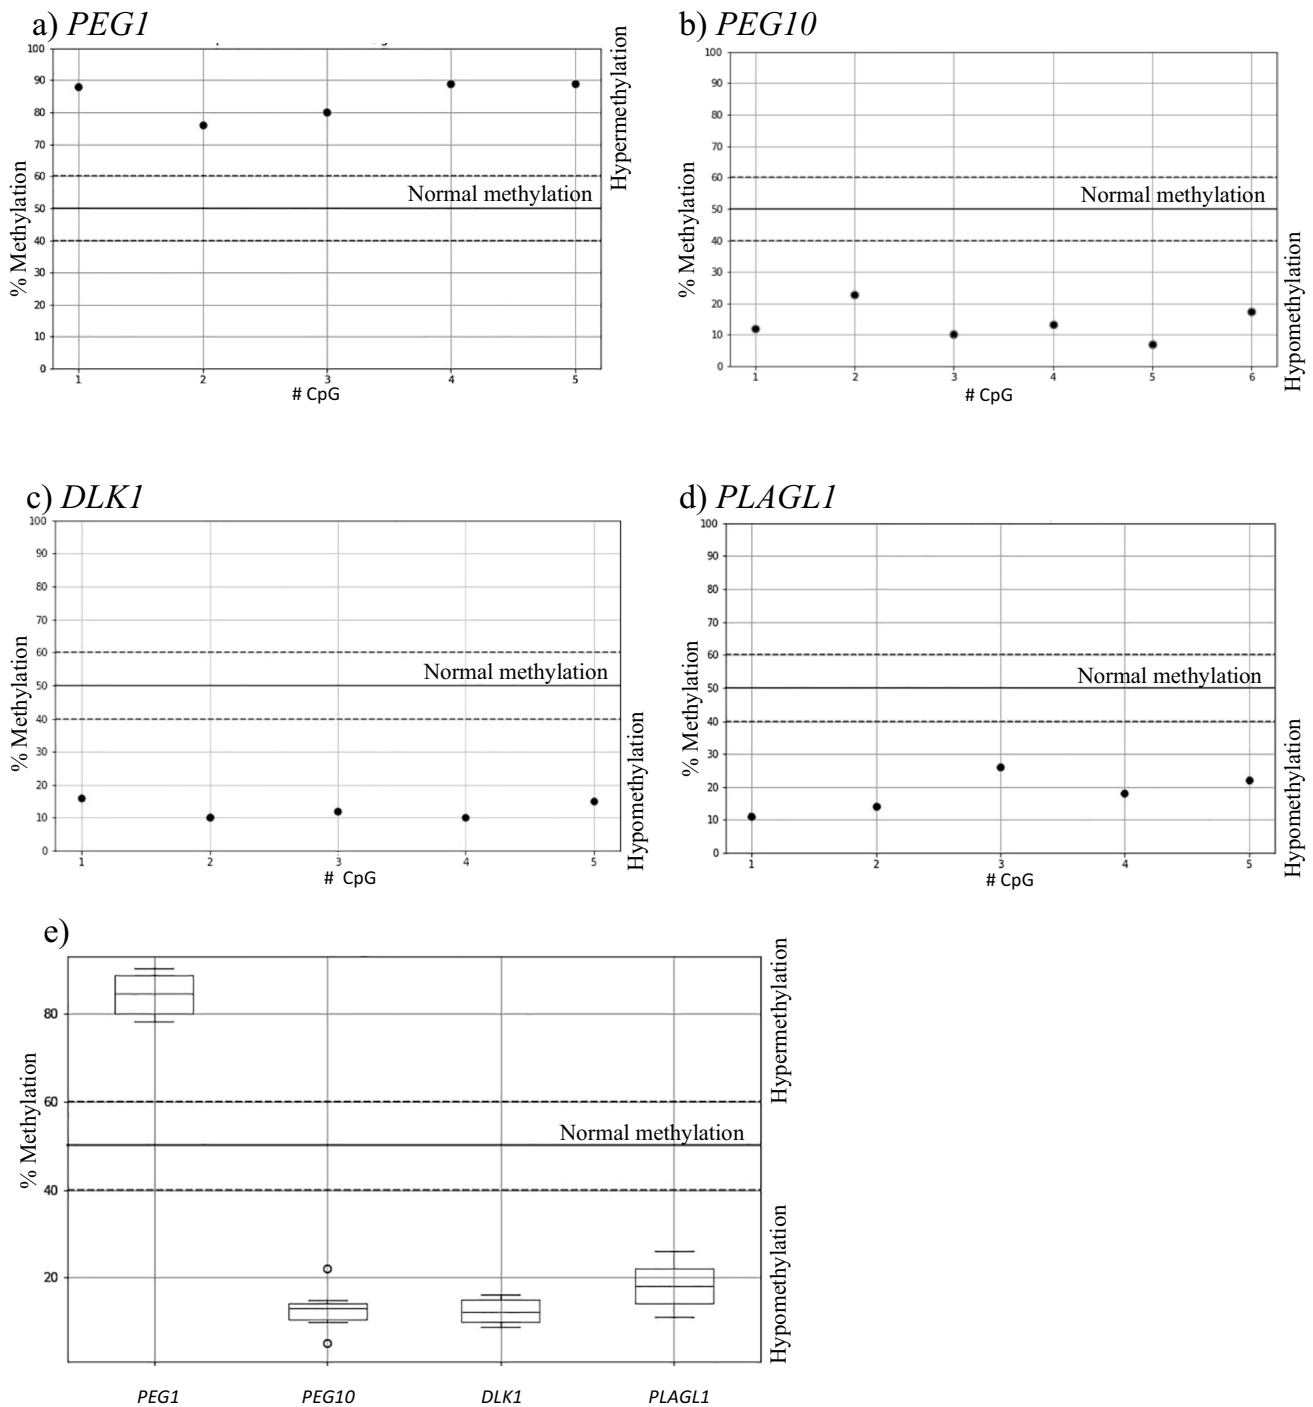 a) PEG1
100
90
80
70
60
50
40
30
20
10
0
% Methylation
Normal methylation
Hypermethylation
1 2 3 4 5
# CpG
b) PEG10
100
90
80
70
60
50
40
30
20
10
0
% Methylation
Normal methylation
Hypomethylation
1 2 3 4 5 6
# CpG
c) DLK1
100
90
80
70
60
50
40
30
20
10
0
% Methylation
Normal methylation
Hypomethylation
1 2 3 4 5
# CpG
d) PLAGL1
100
90
80
70
60
50
40
30
20
10
0
% Methylation
Normal methylation
Hypomethylation
1 2 3 4 5
# CpG
e)
80
60
40
20
% Methylation
Normal methylation
Hypermethylation
Hypomethylation
PEG1 PEG10 DLK1 PLAGL1